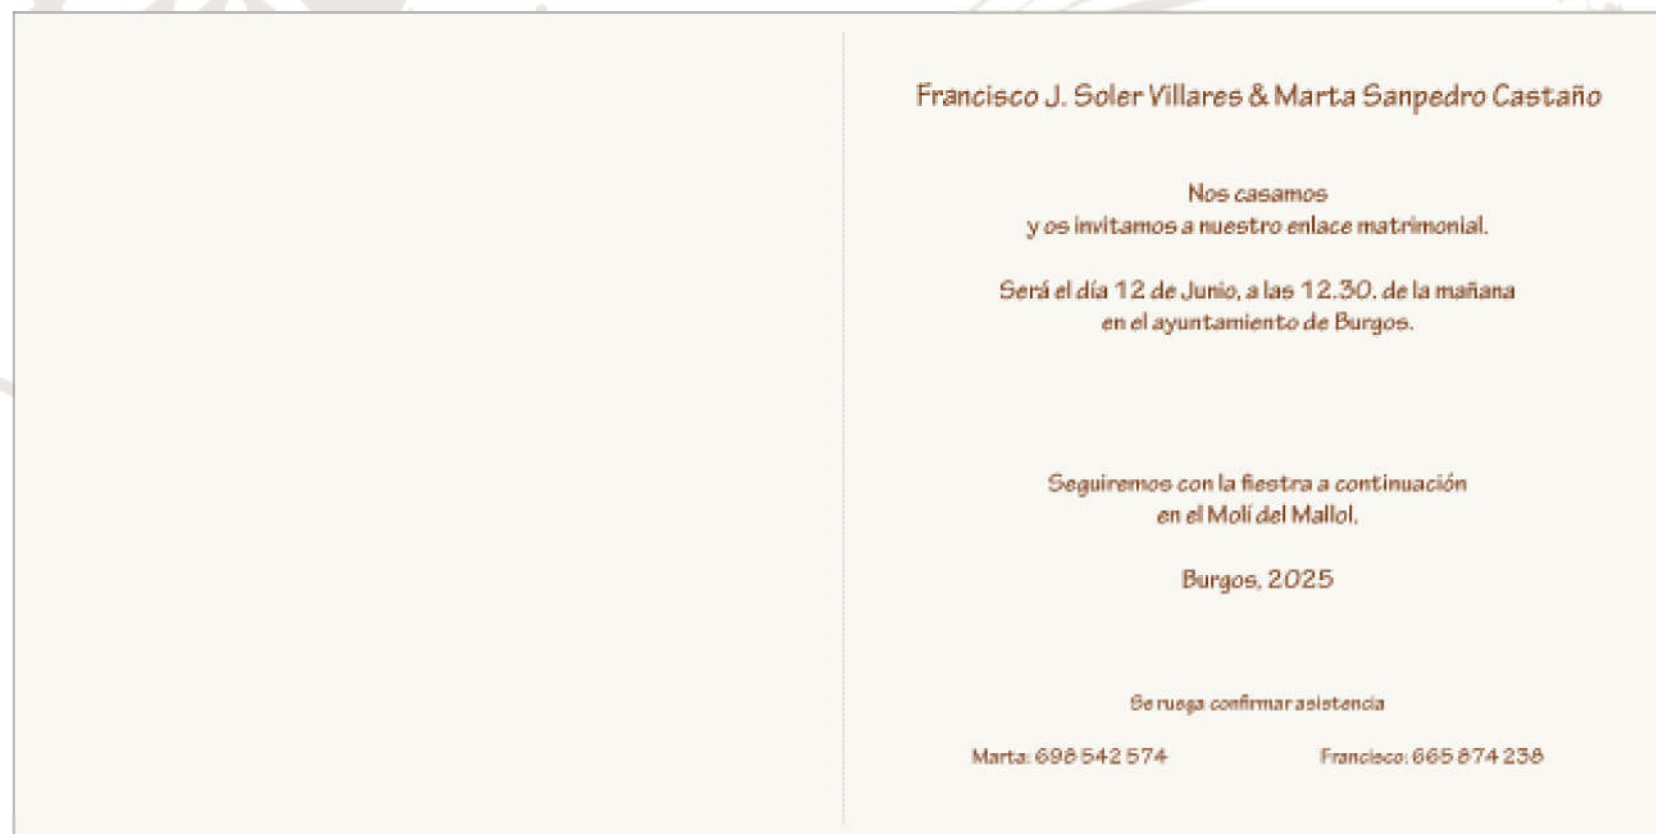 Francisco J. Soler Villares & Marta Sanpedro Castaño
Nos casamos
y os invitamos a nuestro enlace matrimonial.
Será el día 12 de Junio, a las 12.30. de la mañana
en el ayuntamiento de Burgos.
Seguiremos con la fiestra a continuación
en el Molí del Mallol.
Burgos, 2025
Se ruega confirmar asistencia
Marta: 698 542 574 Francisco: 665 874 238